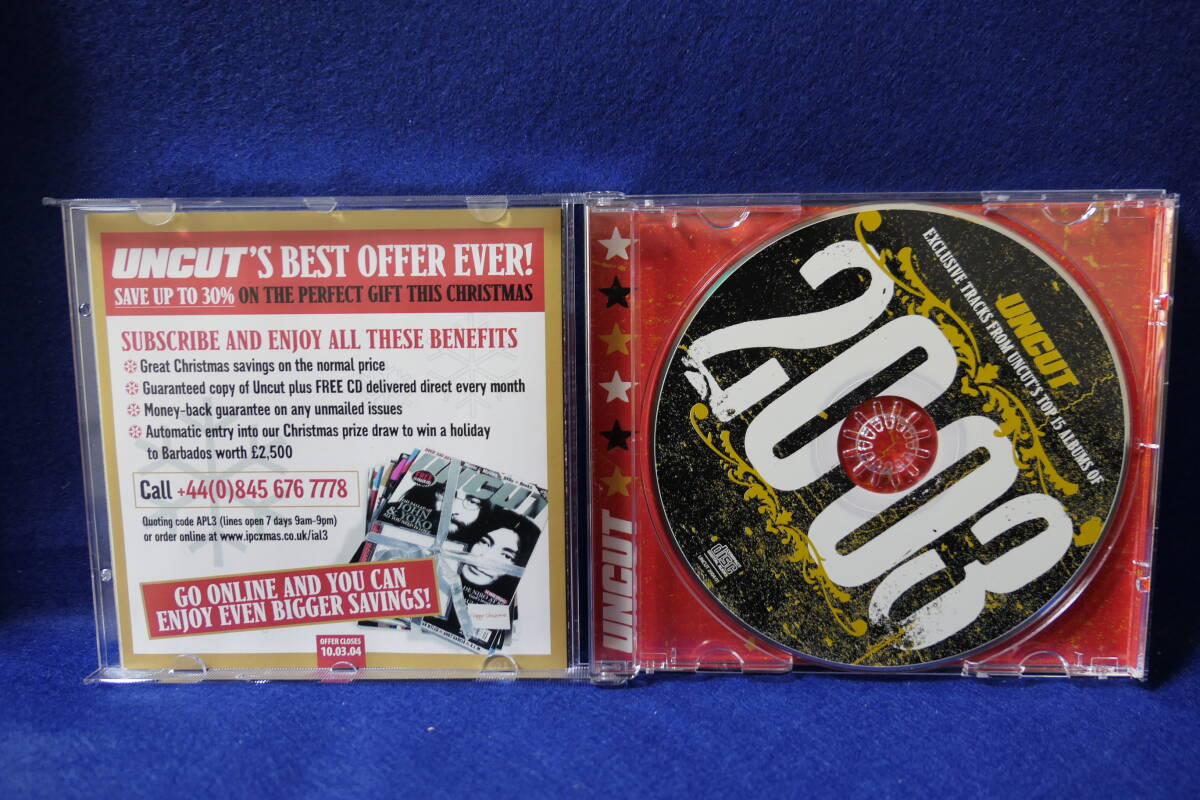 UNCUT'S BEST OFFER EVER!
SAVE UP TO 30% ON THE PERFECT GIFT THIS CHRISTMAS
SUBSCRIBE AND ENJOY ALL THESE BENEFITS
Great Christmas savings on the normal price
Guaranteed copy of Uncut plus FREE CD delivered direct every month
Money-back guarantee on any unmailed issues
Automatic entry into our Christmas prize draw to win a holiday
to Barbados worth £2,500
Call +44(0)845 676 7778
Quoting code APL3 (lines open 7 days 9am-9pm)
or order online at www.ipcxmas.co.uk/ial3
GO ONLINE AND YOU CAN
ENJOY EVEN BIGGER SAVINGS!
OFFER CLOSES
10.03.04
UNCUT
JOHN
& YOKO
UNCUT
UNCUT
EXCLUSIVE TRACKS FROM UNCUT'S TOP 15 ALBUMS OF
2003
disc